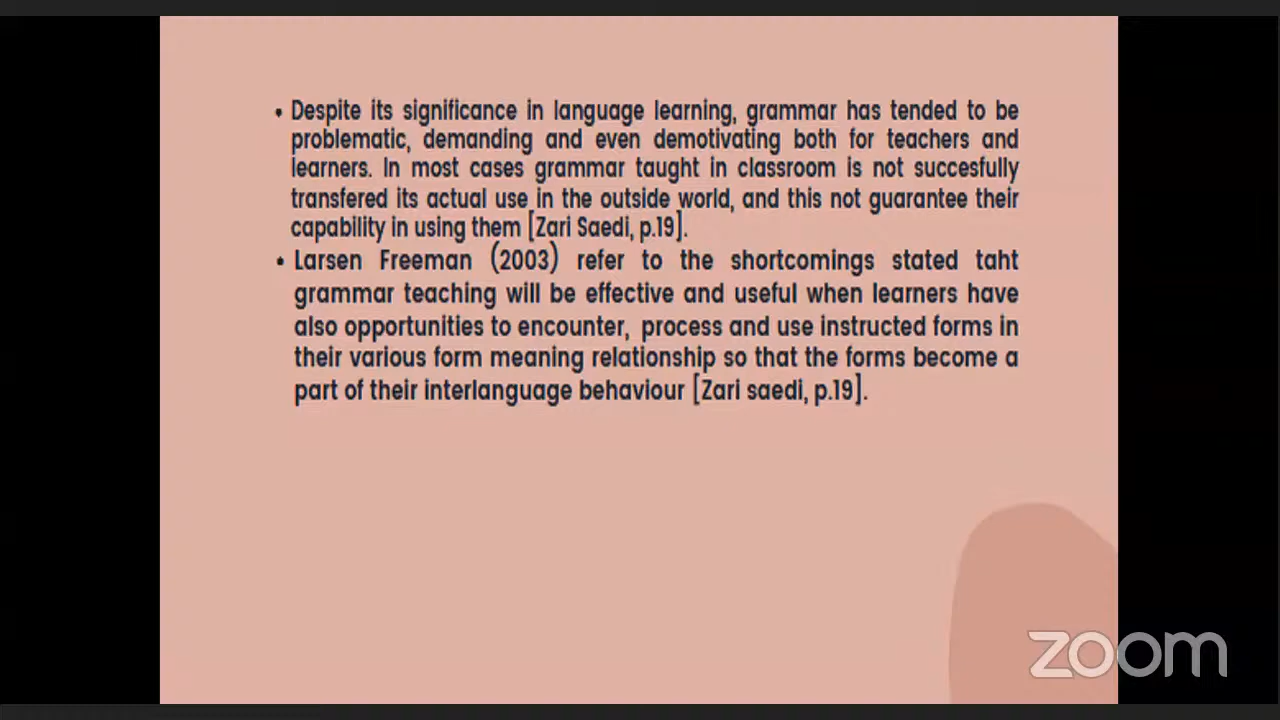 • Despite its significance in language learning, grammar has tended to be
problematic, demanding and even demotivating both for teachers and
learners. In most cases grammar taught in classroom is not succesfully
transfered its actual use in the outside world, and this not guarantee their
capability in using them [Zari Saedi, p.19].
• Larsen Freeman (2003) refer to the shortcomings stated taht
grammar teaching will be effective and useful when learners have
also opportunities to encounter, process and use instructed forms in
their various form meaning relationship so that the forms become a
part of their interlanguage behaviour [Zari saedi, p.19].
zoom